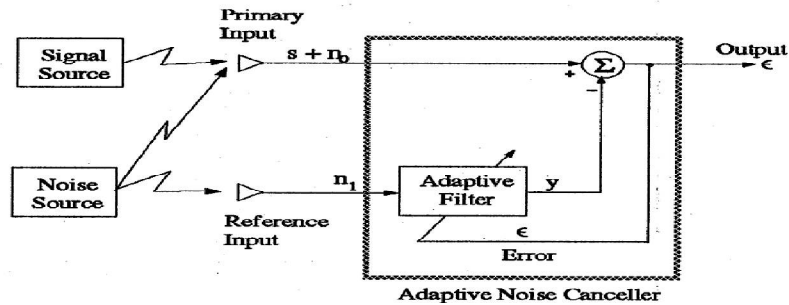 Primary
Input
Signal
Source
s + n₀
+
Σ
−
Output
ϵ
Noise
Source
n₁
Reference
Input
Adaptive
Filter
y
ϵ
Error
Adaptive Noise Canceller